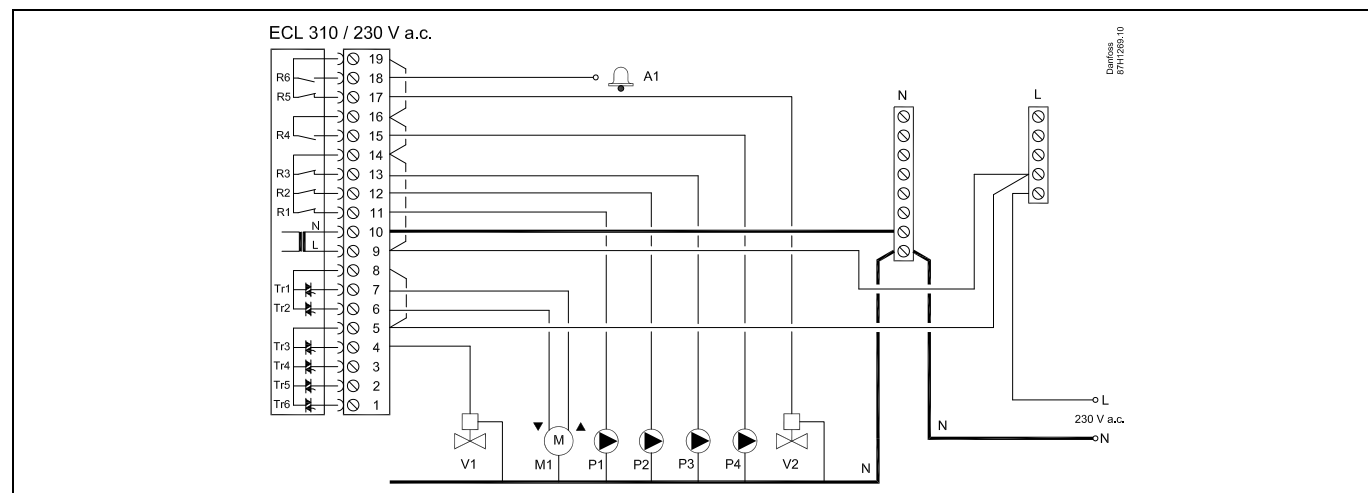 ECL 310 / 230 V a.c.
Danfoss
87H1269.10
19
R6 18 A1
R5 17
16
R4 15
14
R3 13
R2 12
R1 11
N 10
L 9
8
Tr1 7
Tr2 6
5
Tr3 4
Tr4 3
Tr5 2
Tr6 1
N L
L
230 V a.c.
N
N
M
V1 M1 P1 P2 P3 P4 V2 N